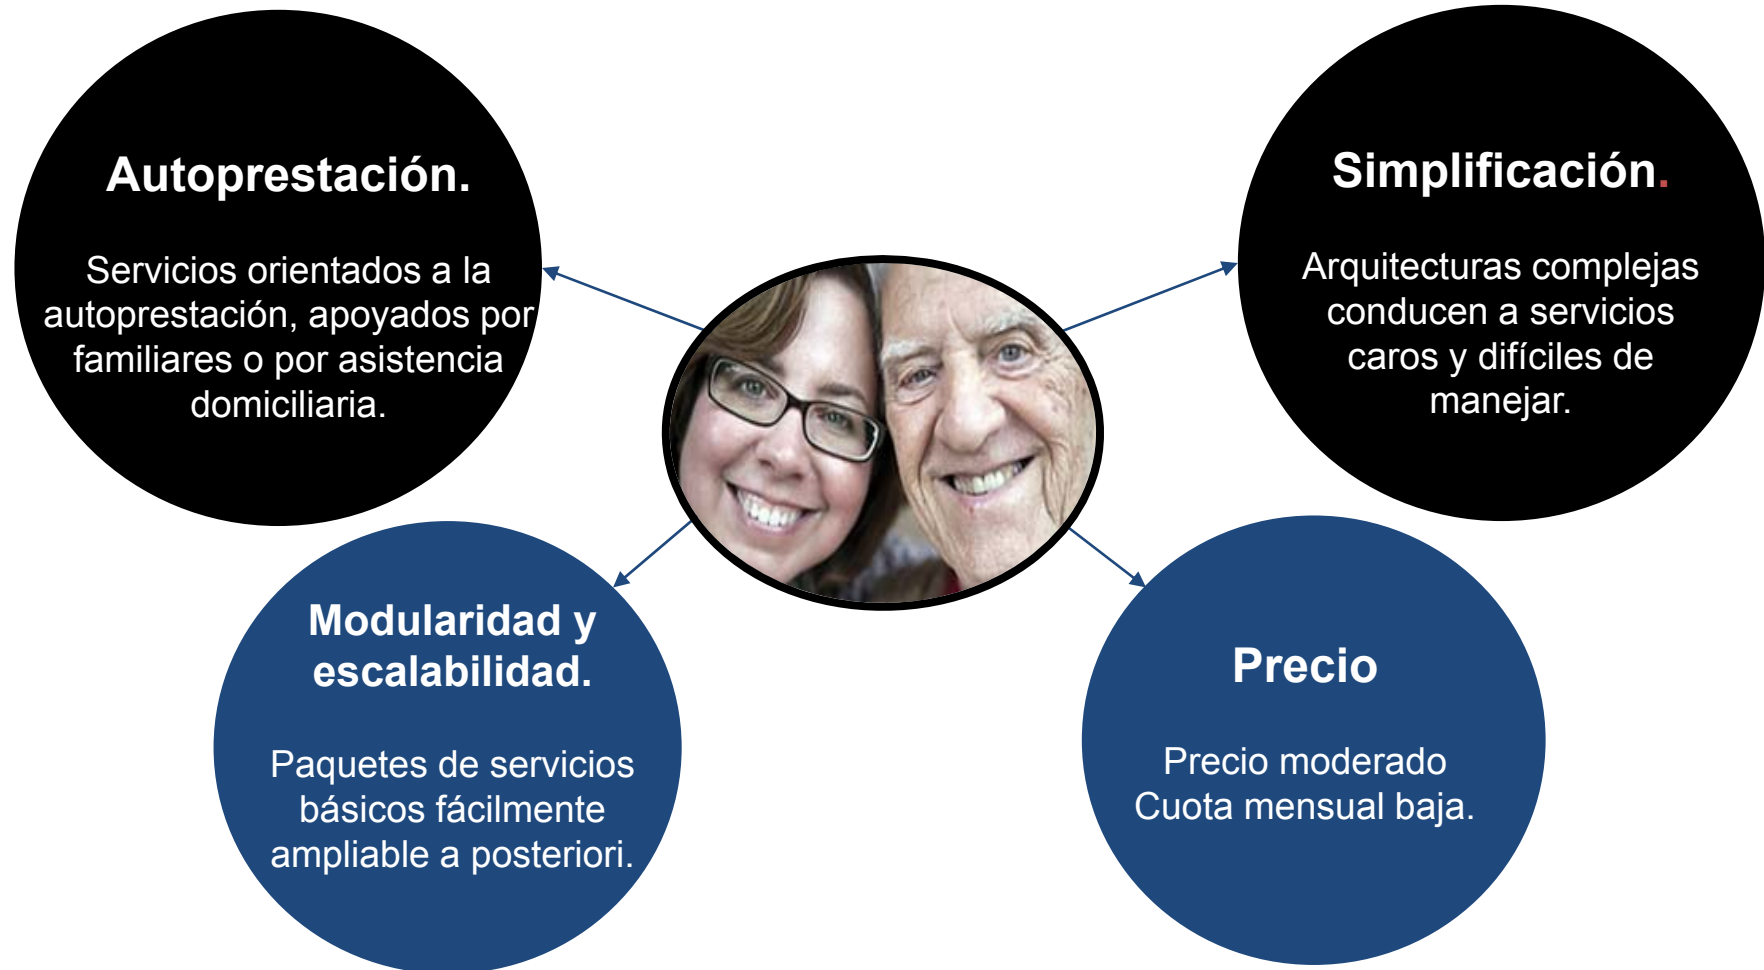 Autoprestación.
Servicios orientados a la
autoprestación, apoyados por
familiares o por asistencia
domiciliaria.
Simplificación.
Arquitecturas complejas
conducen a servicios
caros y difíciles de
manejar.
Modularidad y
escalabilidad.
Paquetes de servicios
básicos fácilmente
ampliable a posteriori.
Precio
Precio moderado
Cuota mensual baja.